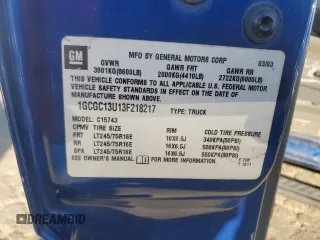 GM
MFD BY GENERAL MOTORS CORP
03/03
GVWR GAWR FRT GAWR RR
3901KG(8600LB) 2000KG(4410LB) 2722KG(6000LB)
THIS VEHICLE CONFORMS TO ALL APPLICABLE U.S. FEDERAL MOTOR
VEHICLE SAFETY STANDARDS IN EFFECT ON THE DATE OF
MANUFACTURE SHOWN ABOVE.
1GCGC13U13F218217 TYPE: TRUCK
MODEL: C15743
TIRE SIZE RIM COLD TIRE PRESSURE
FRT LT245/75R16E 16X6.5J 340KPA(50PSI)
RR LT245/75R16E 16X6.5J 550KPA(80PSI)
SPA LT245/75R16E 16X6.5J 550KPA(80PSI)
SEE OWNER'S MANUAL FOR MORE INFORMATION.